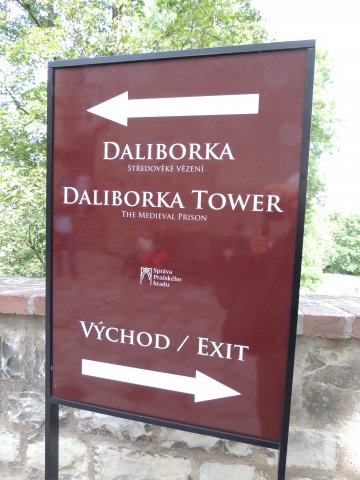 DALIBORKA
STŘEDOVĚKÉ VĚZENÍ
DALIBORKA TOWER
THE MEDIEVAL PRISON
Správa
Pražského
hradu
VÝCHOD / EXIT